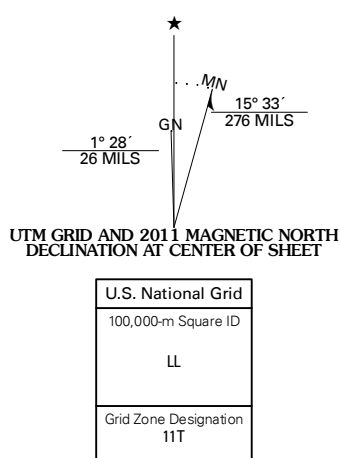 ★
MN
15° 33´
276 MILS
GN
1° 28´
26 MILS
UTM GRID AND 2011 MAGNETIC NORTH
DECLINATION AT CENTER OF SHEET
U.S. National Grid
100,000-m Square ID
LL
Grid Zone Designation
11T